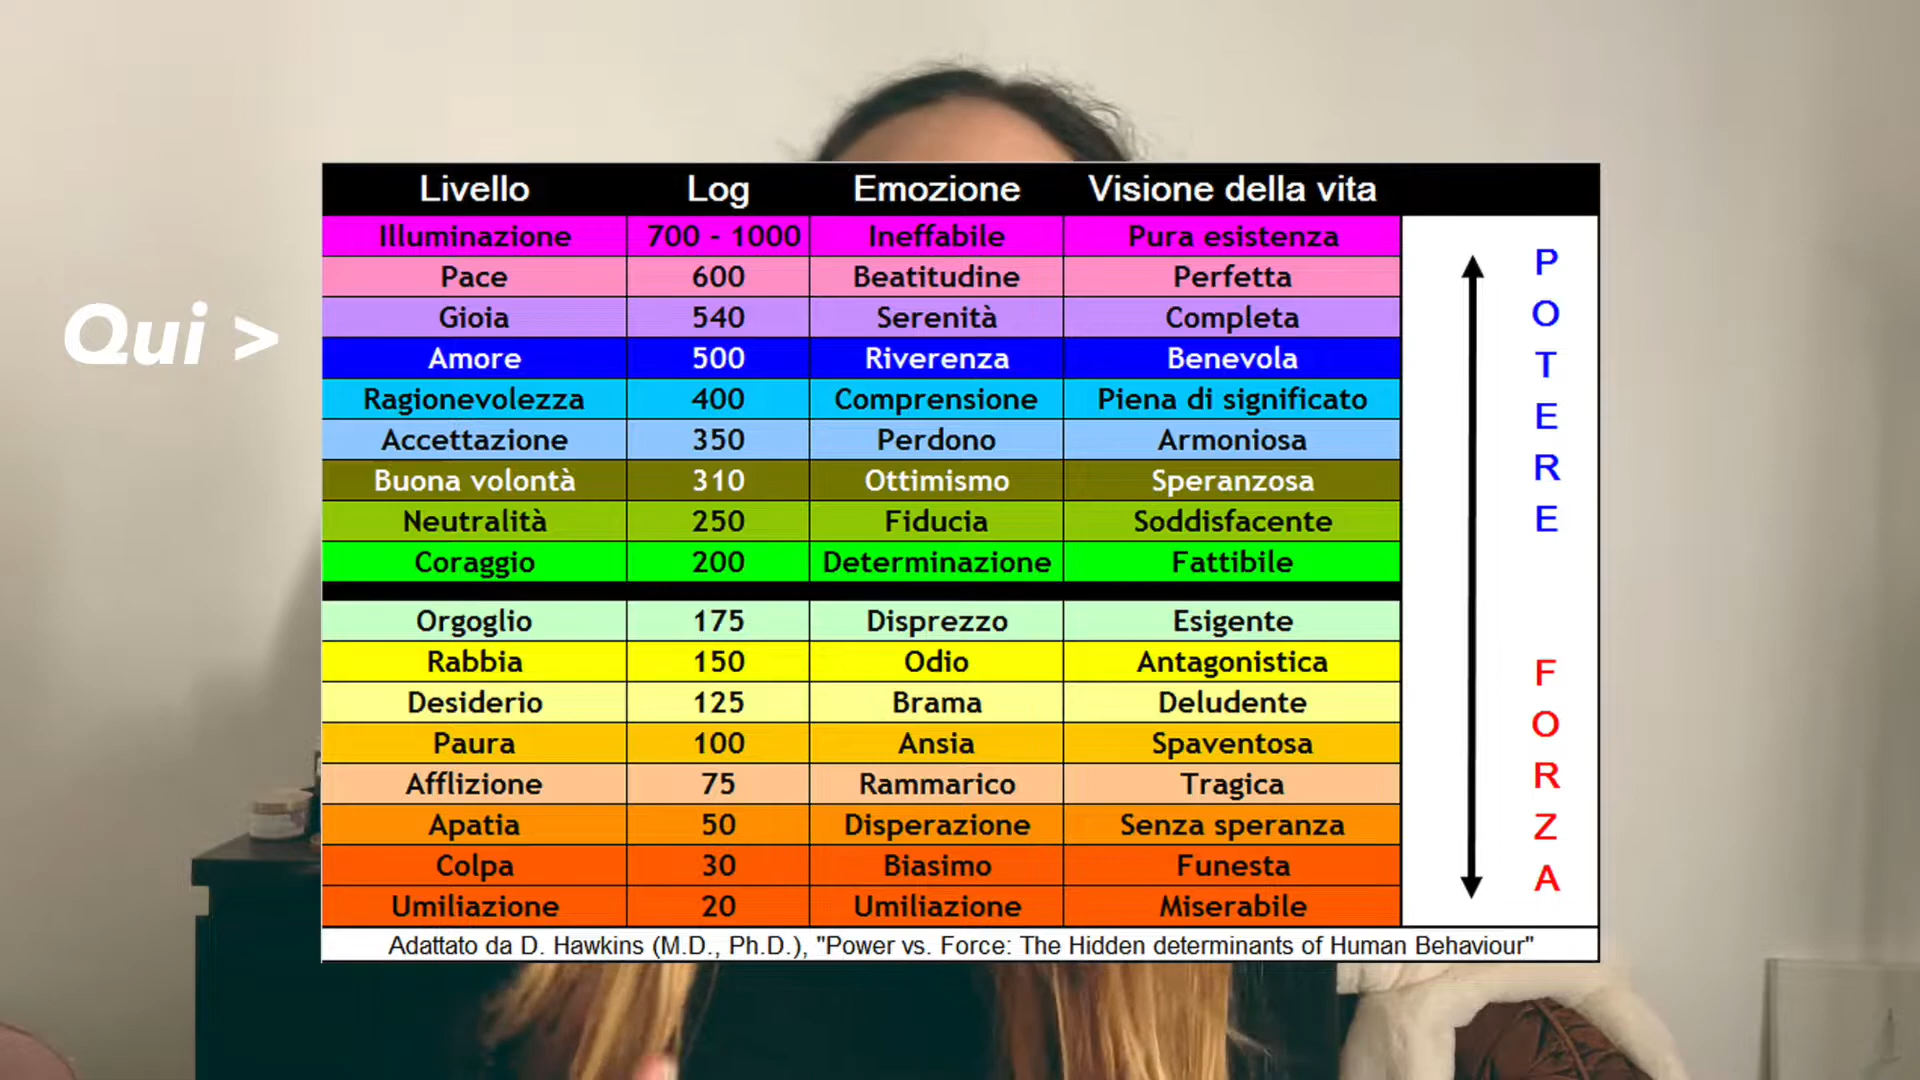 Qui >
Livello Log Emozione Visione della vita
Illuminazione 700 - 1000 Ineffabile Pura esistenza
Pace 600 Beatitudine Perfetta
Gioia 540 Serenità Completa
Amore 500 Riverenza Benevola
Ragionevolezza 400 Comprensione Piena di significato
Accettazione 350 Perdono Armoniosa
Buona volontà 310 Ottimismo Speranzosa
Neutralità 250 Fiducia Soddisfacente
Coraggio 200 Determinazione Fattibile
Orgoglio 175 Disprezzo Esigente
Rabbia 150 Odio Antagonistica
Desiderio 125 Brama Deludente
Paura 100 Ansia Spaventosa
Afflizione 75 Rammarico Tragica
Apatia 50 Disperazione Senza speranza
Colpa 30 Biasimo Funesta
Umiliazione 20 Umiliazione Miserabile
POTERE
FORZA
Adattato da D. Hawkins (M.D., Ph.D.), "Power vs. Force: The Hidden determinants of Human Behaviour"